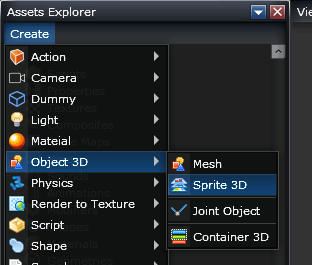 Assets Explorer
Vie
Create
Action
Camera
Dummy
Light
Mateial
Object 3D
Physics
Render to Texture
Script
Shape
Mesh
Sprite 3D
Joint Object
Container 3D